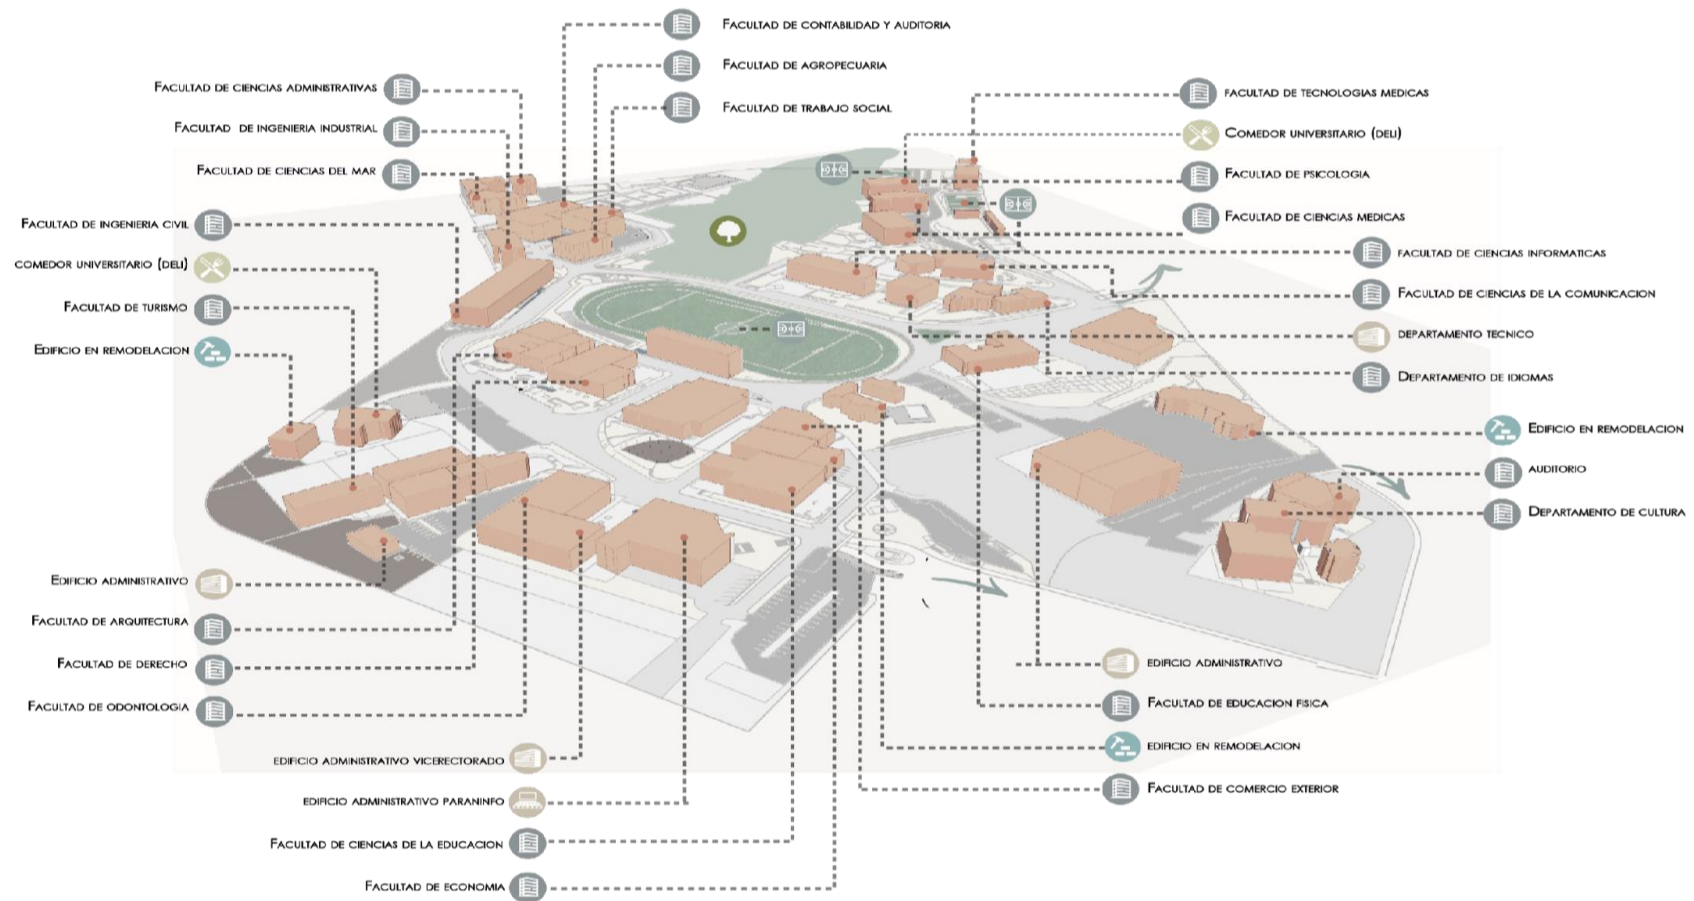 Facultad de contabilidad y auditoria
Facultad de agropecuaria
Facultad de trabajo social
Facultad de ciencias administrativas
Facultad de ingenieria industrial
Facultad de ciencias del mar
Facultad de ingenieria civil
comedor universitario (deli)
Facultad de turismo
Edificio en remodelacion
facultad de tecnologias medicas
Comedor universitario (deli)
Facultad de psicologia
Facultad de ciencias medicas
facultad de ciencias informaticas
Facultad de ciencias de la comunicacion
departamento tecnico
Departamento de idiomas
Edificio en remodelacion
auditorio
Departamento de cultura
Edificio administrativo
Facultad de arquitectura
Facultad de derecho
Facultad de odontologia
edificio administrativo vicerectorado
edificio administrativo paraninfo
Facultad de ciencias de la educacion
Facultad de economia
edificio administrativo
Facultad de educacion fisica
edificio en remodelacion
Facultad de comercio exterior